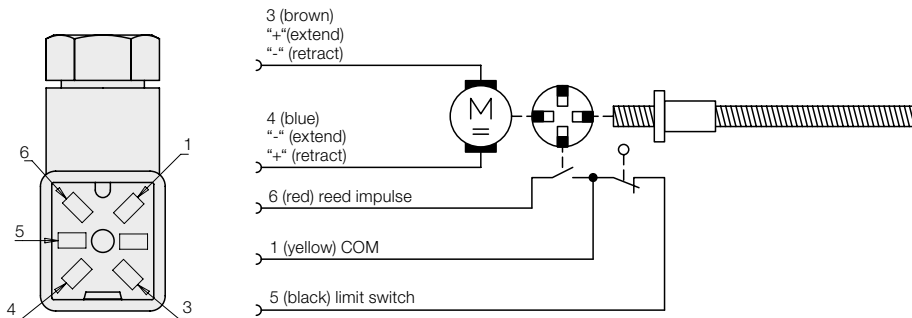 3 (brown)
“+“(extend)
“-“ (retract)
4 (blue)
“-“ (extend)
“+“ (retract)
6 (red) reed impulse
1 (yellow) COM
5 (black) limit switch
M
=
6
1
5
4
3